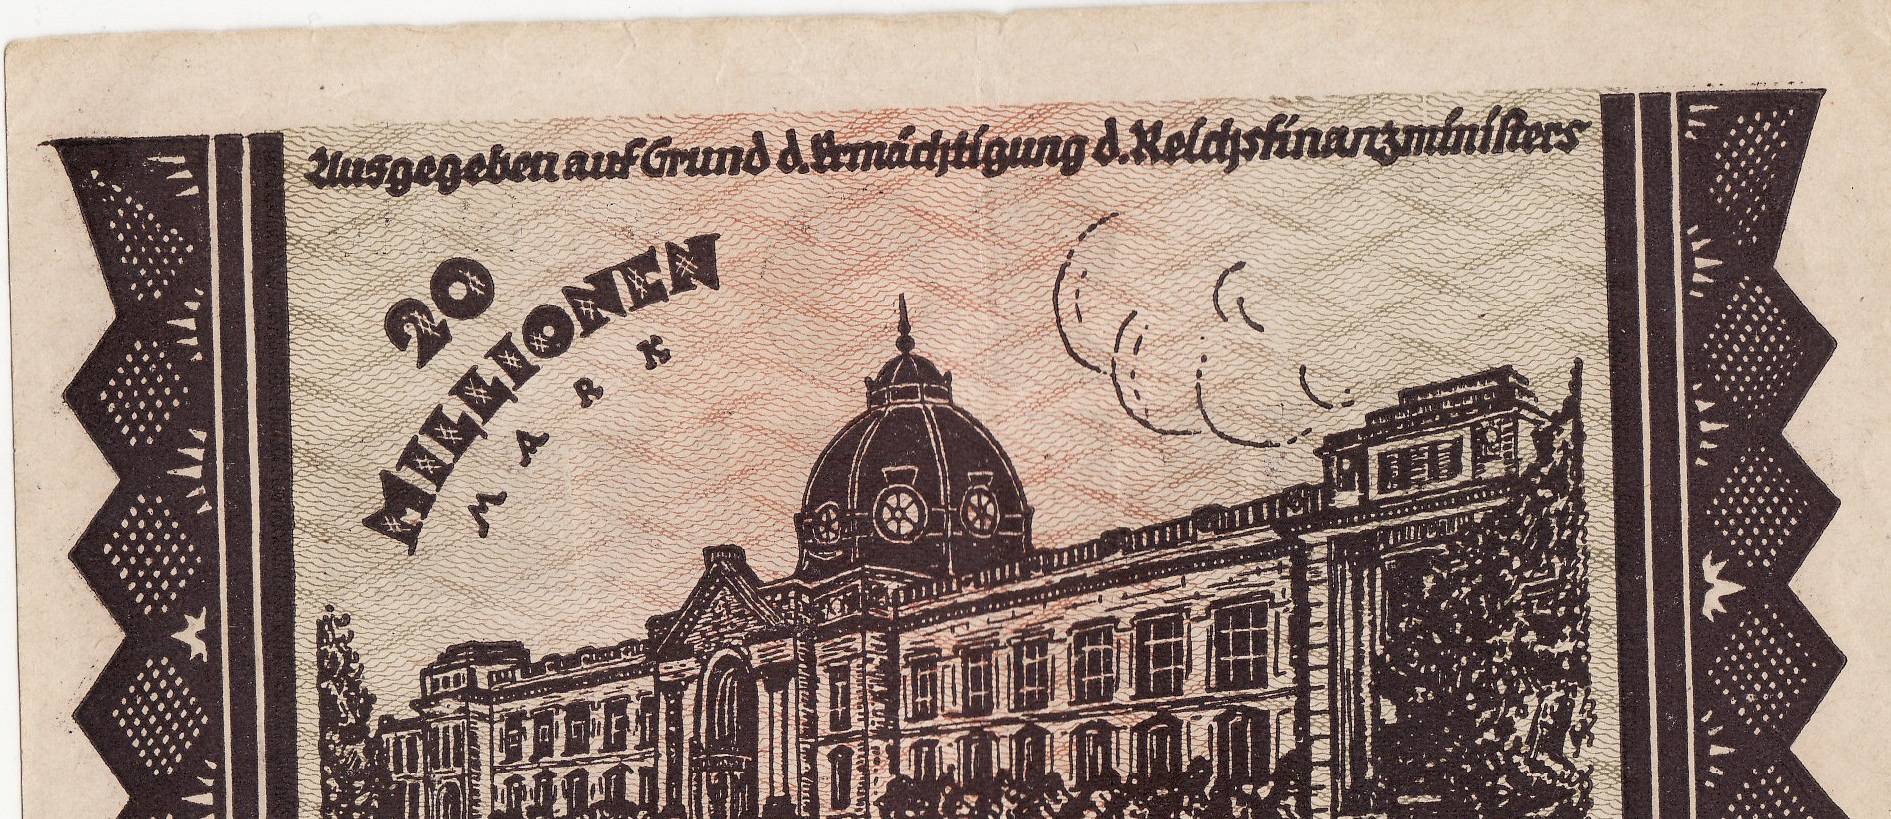 Ausgegeben auf Grund d. Ermächtigung d. Reichsfinanzministers
20
MILLIONEN
MARK